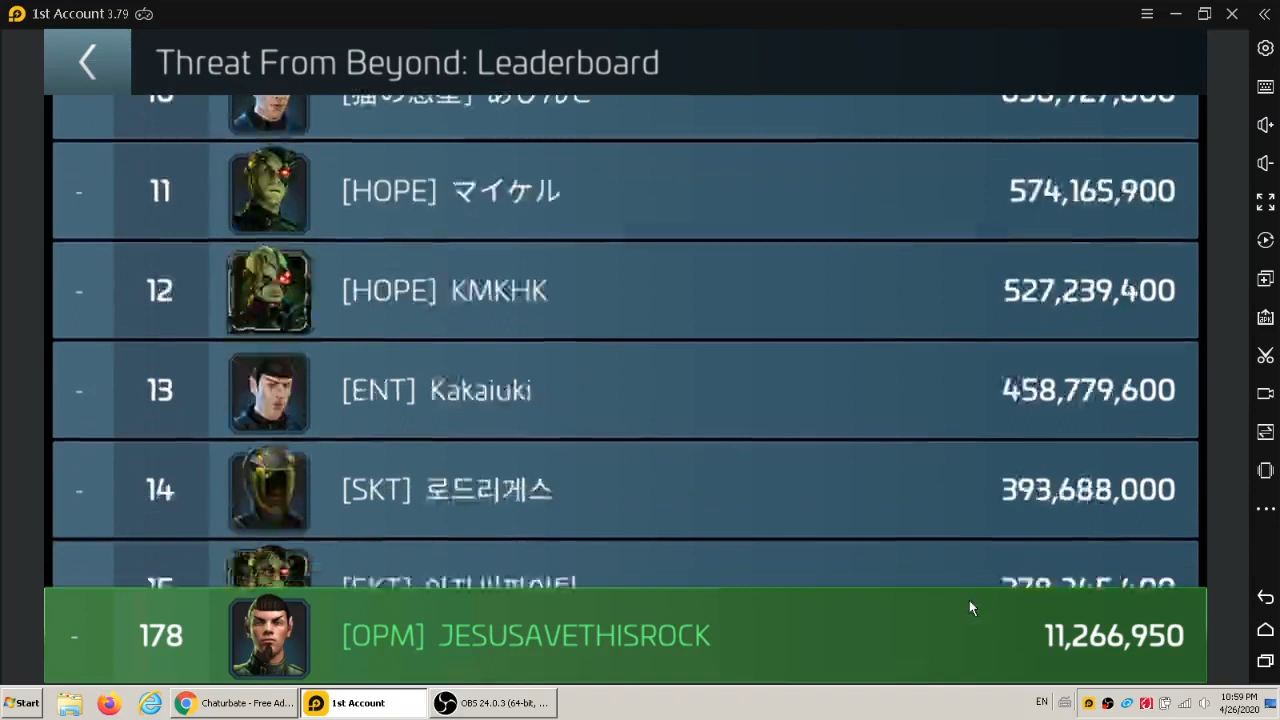 1st Account 3.79
Threat From Beyond: Leaderboard
- 11 [HOPE] マイケル 574,165,900
- 12 [HOPE] KMKHK 527,239,400
- 13 [ENT] Kakaiuki 458,779,600
- 14 [SKT] 로드리게스 393,688,000
15 [SKT]
- 178 [OPM] JESUSAVETHISROCK 11,266,950
Start Chaturbate - Free Ad... 1st Account OBS 24.0.3 (64-bit, ... EN 10:59 PM
4/26/2020